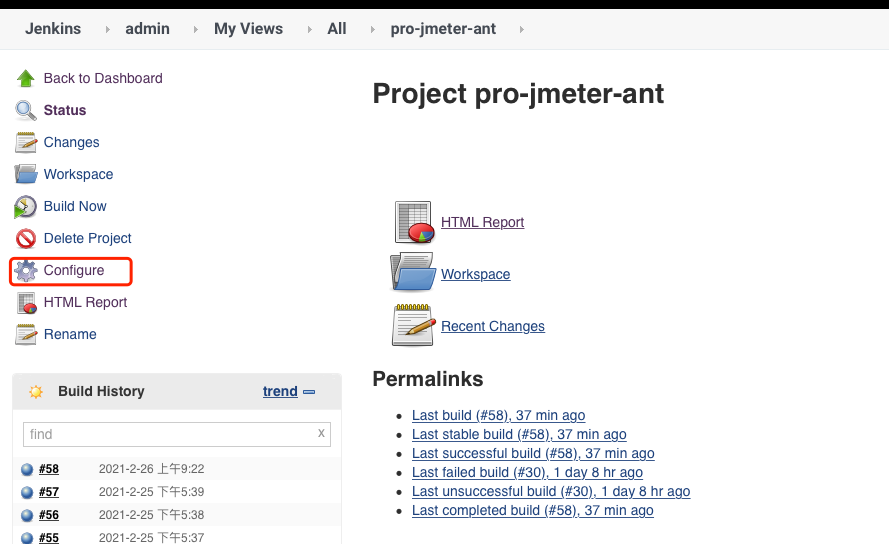 Jenkins admin My Views All pro-jmeter-ant
Back to Dashboard
Status
Changes
Workspace
Build Now
Delete Project
Configure
HTML Report
Rename
Build History trend
find x
#58 2021-2-26 上午9:22
#57 2021-2-25 下午5:39
#56 2021-2-25 下午5:38
#55 2021-2-25 下午5:37
Project pro-jmeter-ant
HTML Report
Workspace
Recent Changes
Permalinks
Last build (#58), 37 min ago
Last stable build (#58), 37 min ago
Last successful build (#58), 37 min ago
Last failed build (#30), 1 day 8 hr ago
Last unsuccessful build (#30), 1 day 8 hr ago
Last completed build (#58), 37 min ago